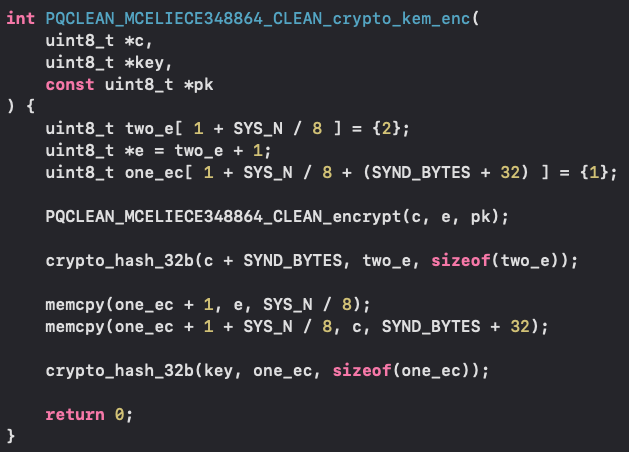 int PQCLEAN_MCELIECE348864_CLEAN_crypto_kem_enc(
    uint8_t *c,
    uint8_t *key,
    const uint8_t *pk
) {
    uint8_t two_e[ 1 + SYS_N / 8 ] = {2};
    uint8_t *e = two_e + 1;
    uint8_t one_ec[ 1 + SYS_N / 8 + (SYND_BYTES + 32) ] = {1};

    PQCLEAN_MCELIECE348864_CLEAN_encrypt(c, e, pk);

    crypto_hash_32b(c + SYND_BYTES, two_e, sizeof(two_e));

    memcpy(one_ec + 1, e, SYS_N / 8);
    memcpy(one_ec + 1 + SYS_N / 8, c, SYND_BYTES + 32);

    crypto_hash_32b(key, one_ec, sizeof(one_ec));

    return 0;
}